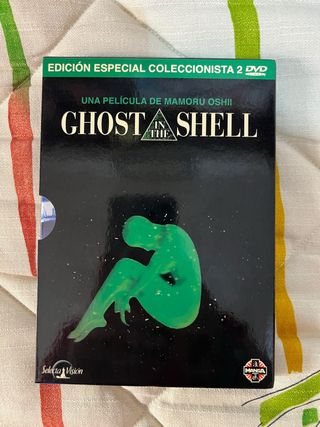 EDICIÓN ESPECIAL COLECCIONISTA 2 DVD
UNA PELÍCULA DE MAMORU OSHII
GHOST IN THE SHELL
Selecta Visión
MANGA